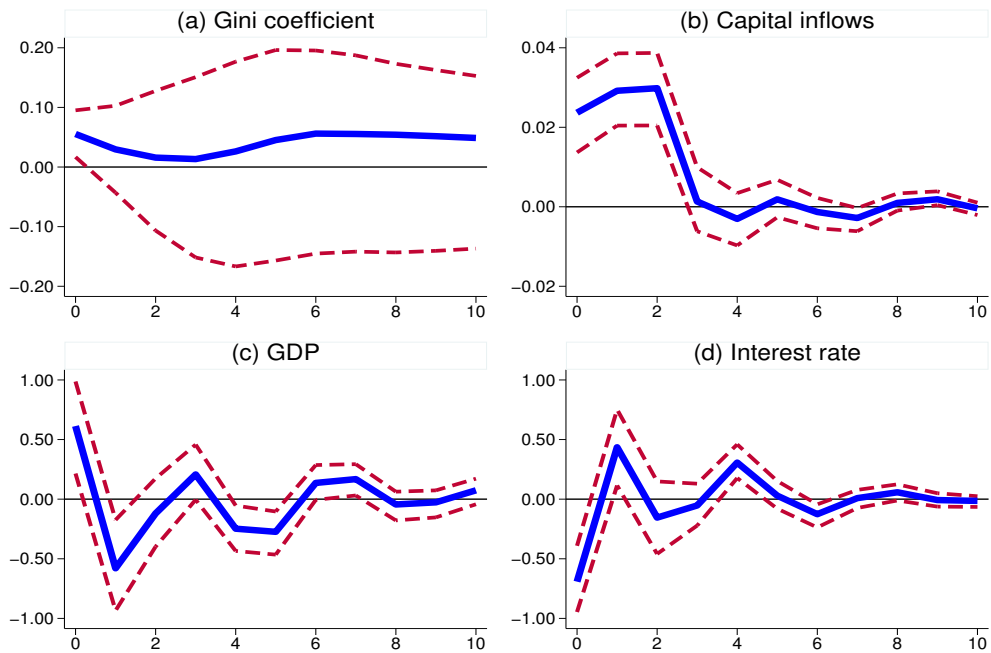 (a) Gini coefficient
0.20
0.10
0.00
−0.10
−0.20
0 2 4 6 8 10
(b) Capital inflows
0.04
0.02
0.00
−0.02
0 2 4 6 8 10
(c) GDP
1.00
0.50
0.00
−0.50
−1.00
0 2 4 6 8 10
(d) Interest rate
1.00
0.50
0.00
−0.50
−1.00
0 2 4 6 8 10